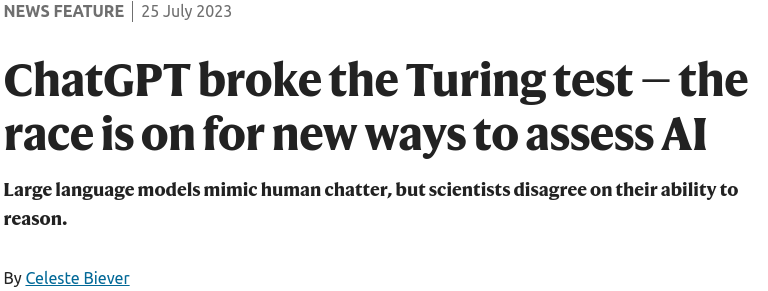 NEWS FEATURE | 25 July 2023
ChatGPT broke the Turing test — the
race is on for new ways to assess AI
Large language models mimic human chatter, but scientists disagree on their ability to
reason.
By Celeste Biever